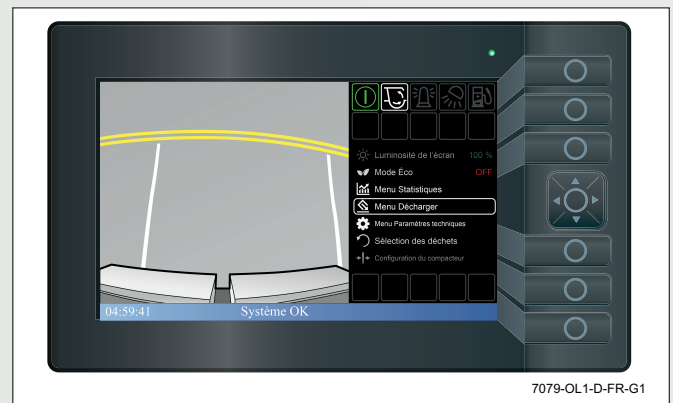 Luminosité de l'écran 100 %
Mode Éco OFF
Menu Statistiques
Menu Décharger
Menu Paramètres techniques
Sélection des déchets
Configuration du compacteur
04:59:41 Système OK
7079-OL1-D-FR-G1